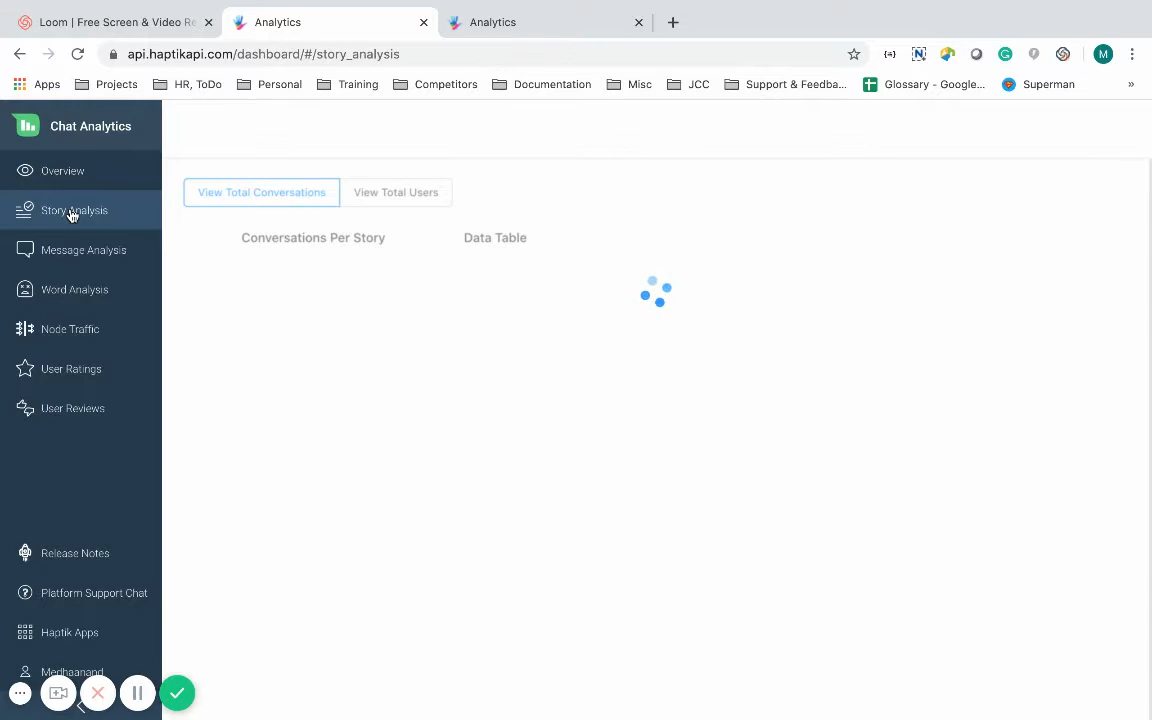 Loom | Free Screen & Video Re
Analytics
Analytics
api.haptikapi.com/dashboard/#/story_analysis
M
Apps
Projects
HR, ToDo
Personal
Training
Competitors
Documentation
Misc
JCC
Support & Feedba...
Glossary - Google...
Superman
»
Chat Analytics
Overview
Story Analysis
Message Analysis
Word Analysis
Node Traffic
User Ratings
User Reviews
Release Notes
Platform Support Chat
Haptik Apps
Medhaanand
View Total Conversations
View Total Users
Conversations Per Story
Data Table